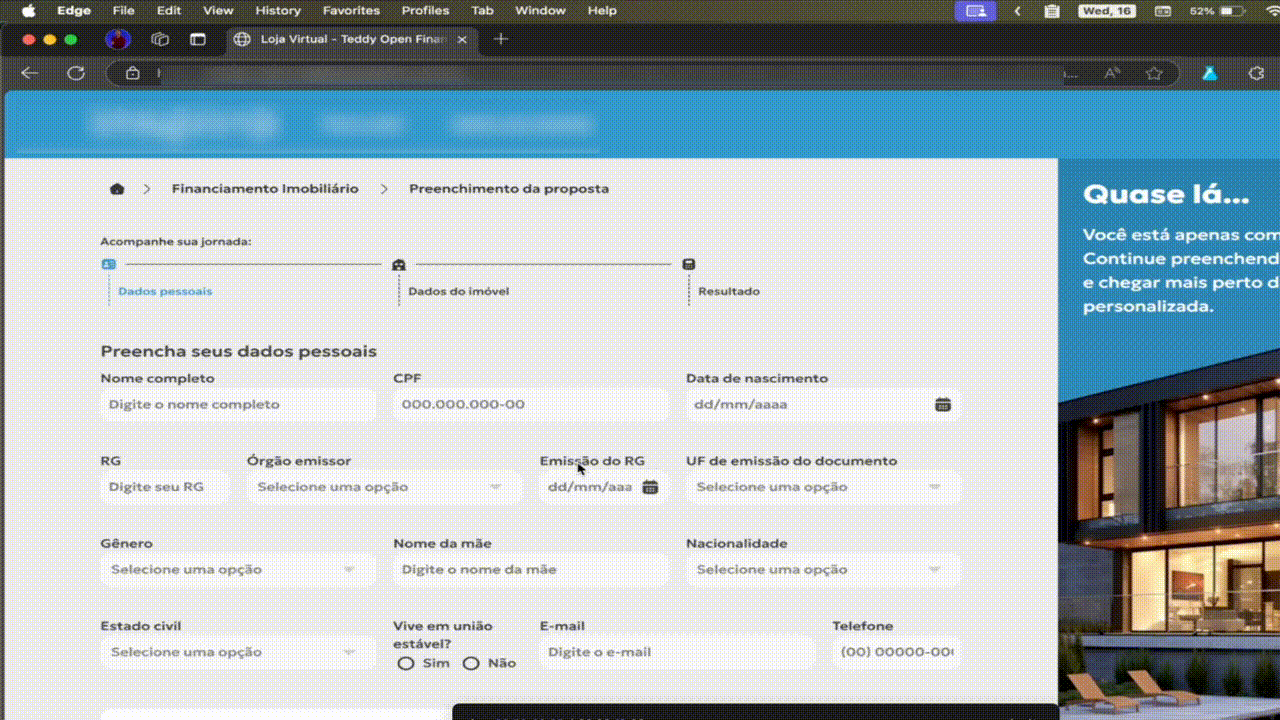 Edge File Edit View History Favorites Profiles Tab Window Help Wed, 16 52%
Loja Virtual - Teddy Open Finan
Financiamento Imobiliário > Preenchimento da proposta
Acompanhe sua jornada:
Dados pessoais Dados do imóvel Resultado
Preencha seus dados pessoais
Nome completo CPF Data de nascimento
Digite o nome completo 000.000.000-00 dd/mm/aaaa
RG Órgão emissor Emissão do RG UF de emissão do documento
Digite seu RG Selecione uma opção dd/mm/aaa Selecione uma opção
Gênero Nome da mãe Nacionalidade
Selecione uma opção Digite o nome da mãe Selecione uma opção
Estado civil Vive em união estável? E-mail Telefone
Selecione uma opção Sim Não Digite o e-mail (00) 00000-00
Quase lá...
Você está apenas com
Continue preenchend
e chegar mais perto d
personalizada.